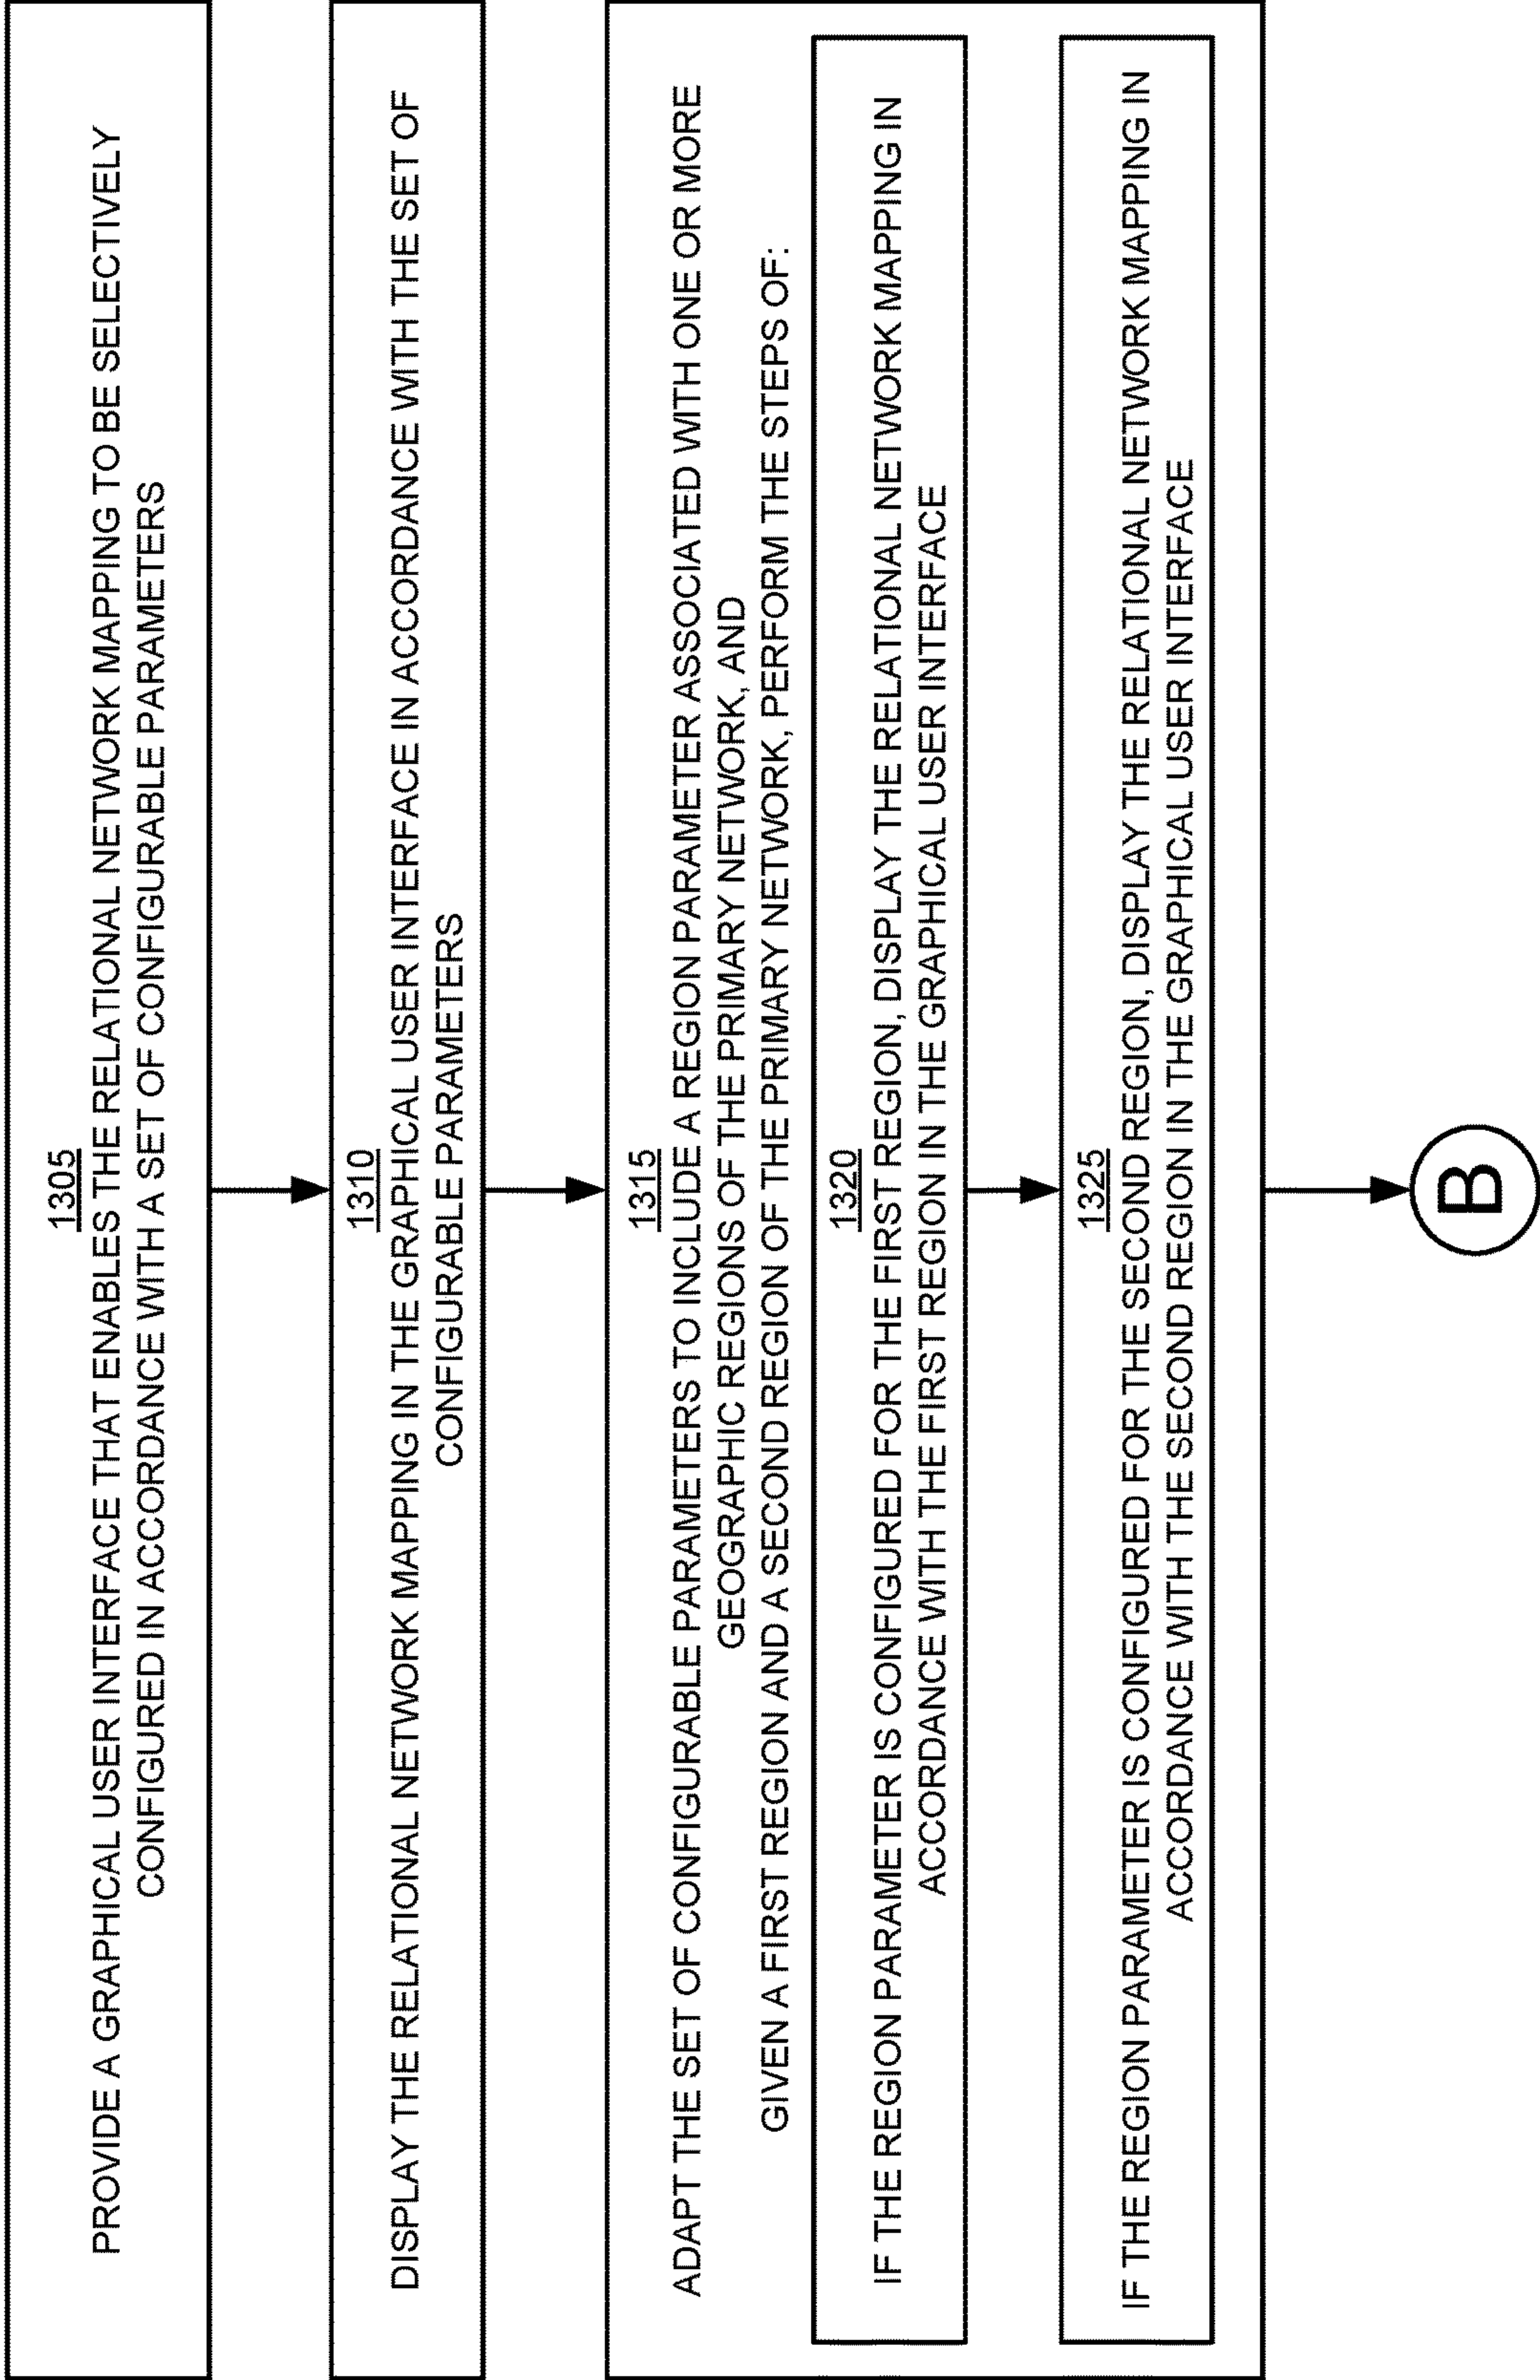 1305
PROVIDE A GRAPHICAL USER INTERFACE THAT ENABLES THE RELATIONAL NETWORK MAPPING TO BE SELECTIVELY
CONFIGURED IN ACCORDANCE WITH A SET OF CONFIGURABLE PARAMETERS
1310
DISPLAY THE RELATIONAL NETWORK MAPPING IN THE GRAPHICAL USER INTERFACE IN ACCORDANCE WITH THE SET OF
CONFIGURABLE PARAMETERS
1315
ADAPT THE SET OF CONFIGURABLE PARAMETERS TO INCLUDE A REGION PARAMETER ASSOCIATED WITH ONE OR MORE
GEOGRAPHIC REGIONS OF THE PRIMARY NETWORK, AND
GIVEN A FIRST REGION AND A SECOND REGION OF THE PRIMARY NETWORK, PERFORM THE STEPS OF:
1320
IF THE REGION PARAMETER IS CONFIGURED FOR THE FIRST REGION, DISPLAY THE RELATIONAL NETWORK MAPPING IN
ACCORDANCE WITH THE FIRST REGION IN THE GRAPHICAL USER INTERFACE
1325
IF THE REGION PARAMETER IS CONFIGURED FOR THE SECOND REGION, DISPLAY THE RELATIONAL NETWORK MAPPING IN
ACCORDANCE WITH THE SECOND REGION IN THE GRAPHICAL USER INTERFACE
B